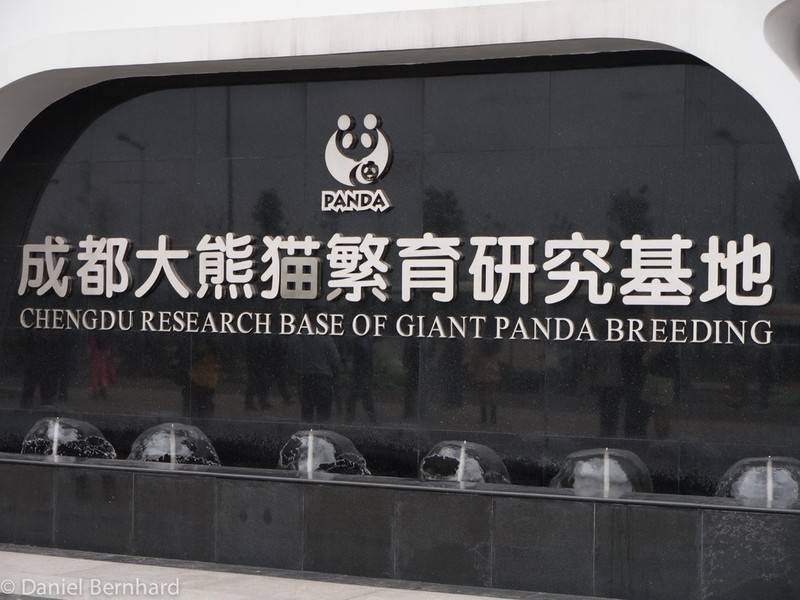 PANDA
成都大熊猫繁育研究基地
CHENGDU RESEARCH BASE OF GIANT PANDA BREEDING
© Daniel Bernhard